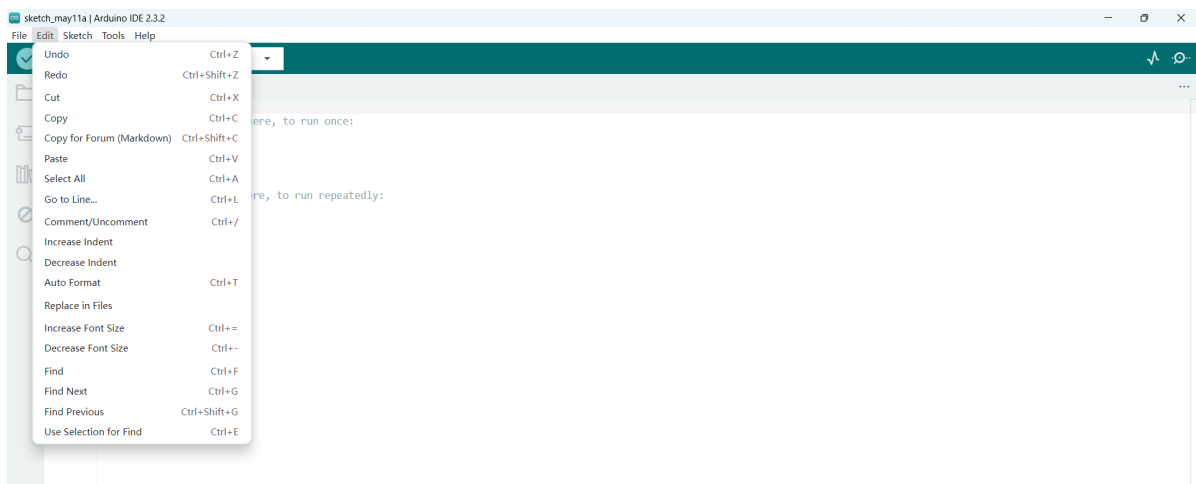 sketch_may11a | Arduino IDE 2.3.2
File Edit Sketch Tools Help
Undo Ctrl+Z
Redo Ctrl+Shift+Z
Cut Ctrl+X
Copy Ctrl+C
Copy for Forum (Markdown) Ctrl+Shift+C
Paste Ctrl+V
Select All Ctrl+A
Go to Line... Ctrl+L
Comment/Uncomment Ctrl+/
Increase Indent
Decrease Indent
Auto Format Ctrl+T
Replace in Files
Increase Font Size Ctrl+=
Decrease Font Size Ctrl+-
Find Ctrl+F
Find Next Ctrl+G
Find Previous Ctrl+Shift+G
Use Selection for Find Ctrl+E
ere, to run once:
re, to run repeatedly: